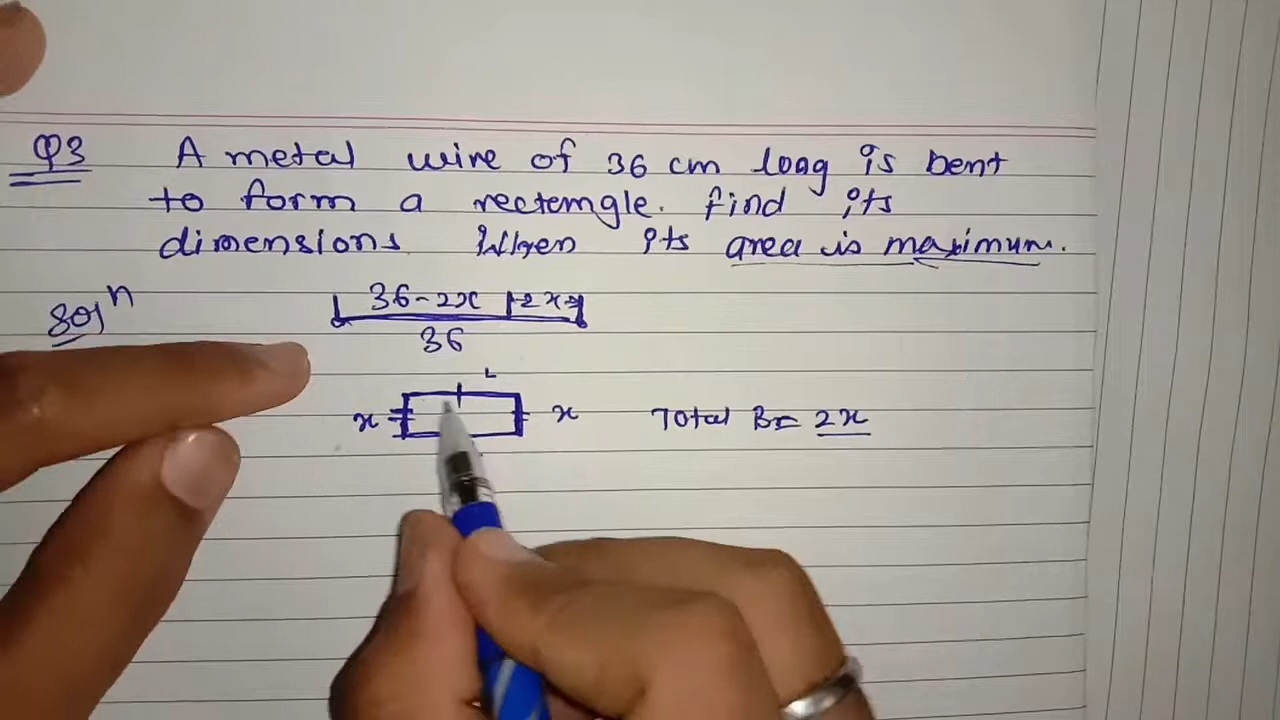 Q3 A metal wire of 36 cm long is bent
to form a rectemgle. find its
dimensions when its area is maximum.
Solⁿ
36-2x 2x
36
L
x x Total B= 2x